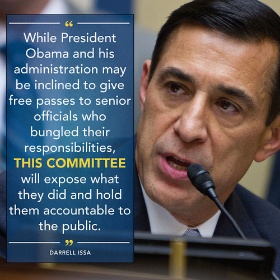 “
While President
Obama and his
administration may
be inclined to give
free passes to senior
officials who
bungled their
responsibilities,
THIS COMMITTEE
will expose what
they did and hold
them accountable to
the public.
”
DARRELL ISSA